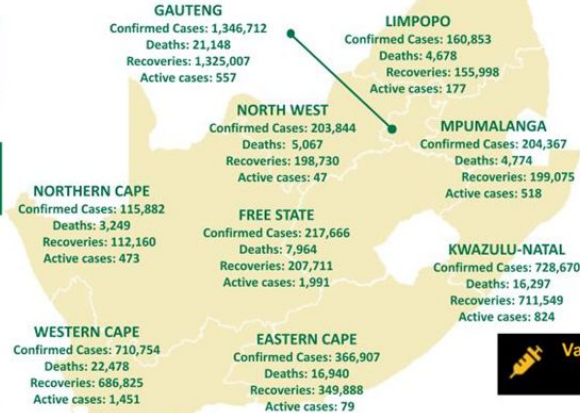 GAUTENG
Confirmed Cases: 1,346,712
Deaths: 21,148
Recoveries: 1,325,007
Active cases: 557
LIMPOPO
Confirmed Cases: 160,853
Deaths: 4,678
Recoveries: 155,998
Active cases: 177
NORTH WEST
Confirmed Cases: 203,844
Deaths: 5,067
Recoveries: 198,730
Active cases: 47
MPUMALANGA
Confirmed Cases: 204,367
Deaths: 4,774
Recoveries: 199,075
Active cases: 518
NORTHERN CAPE
Confirmed Cases: 115,882
Deaths: 3,249
Recoveries: 112,160
Active cases: 473
FREE STATE
Confirmed Cases: 217,666
Deaths: 7,964
Recoveries: 207,711
Active cases: 1,991
KWAZULU-NATAL
Confirmed Cases: 728,670
Deaths: 16,297
Recoveries: 711,549
Active cases: 824
WESTERN CAPE
Confirmed Cases: 710,754
Deaths: 22,478
Recoveries: 686,825
Active cases: 1,451
EASTERN CAPE
Confirmed Cases: 366,907
Deaths: 16,940
Recoveries: 349,888
Active cases: 79
Va